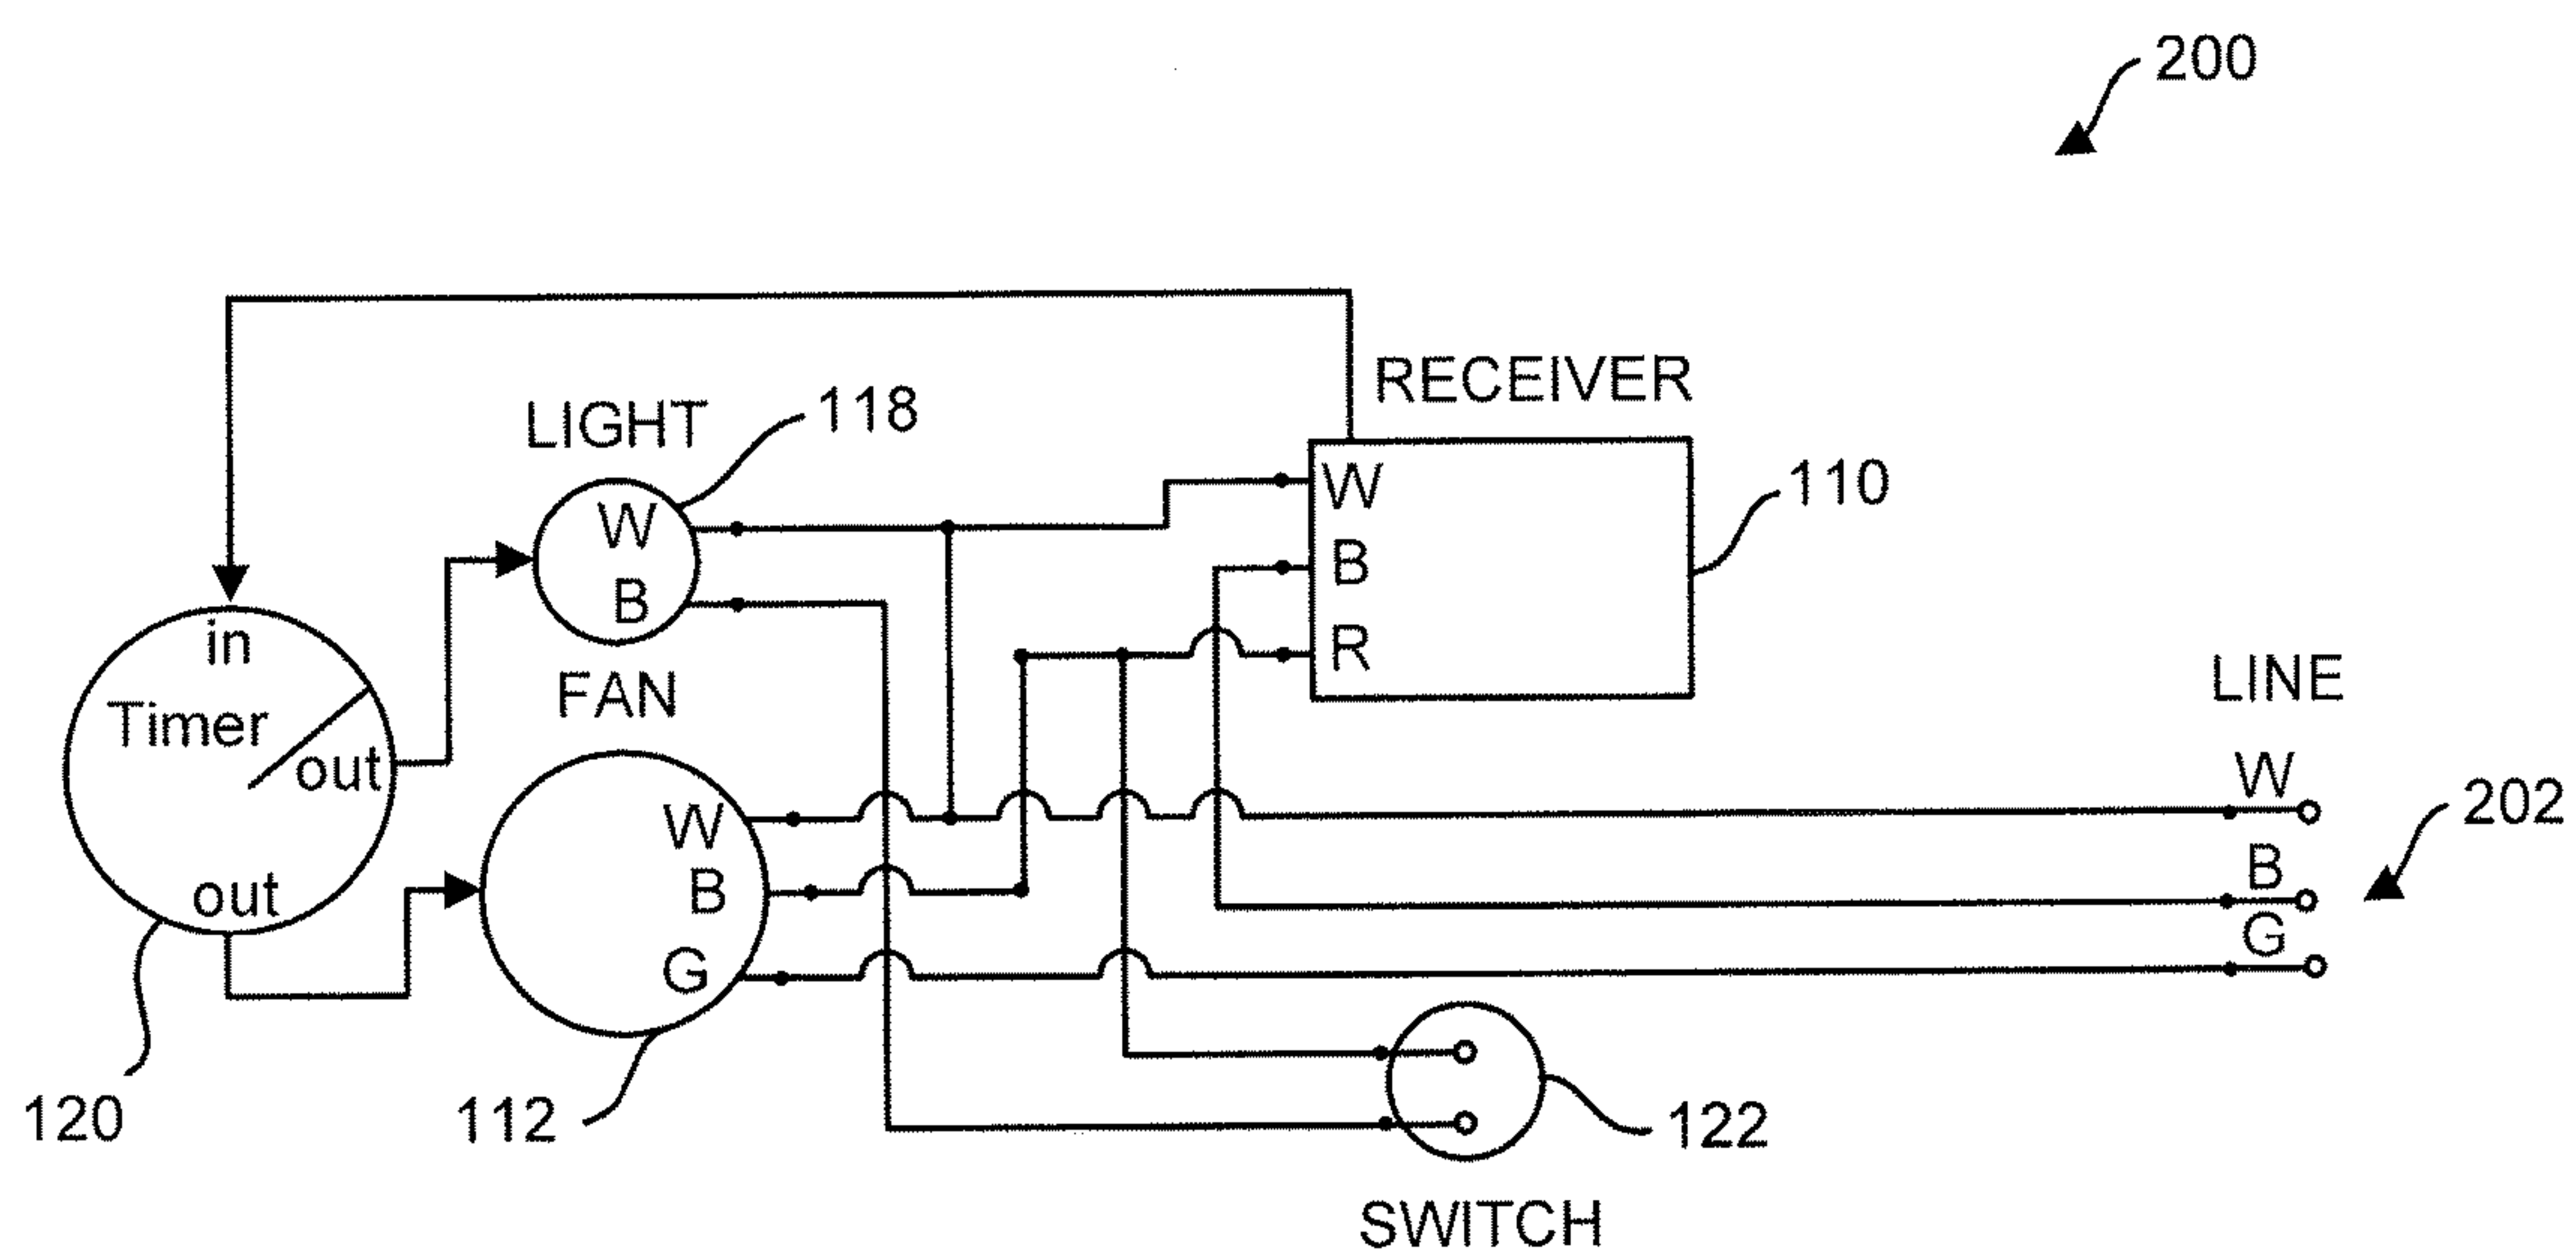 200
RECEIVER
LIGHT
118
W
B
W
B
R
110
in
Timer
out
out
FAN
W
B
G
LINE
W
B
G
202
120
112
122
SWITCH